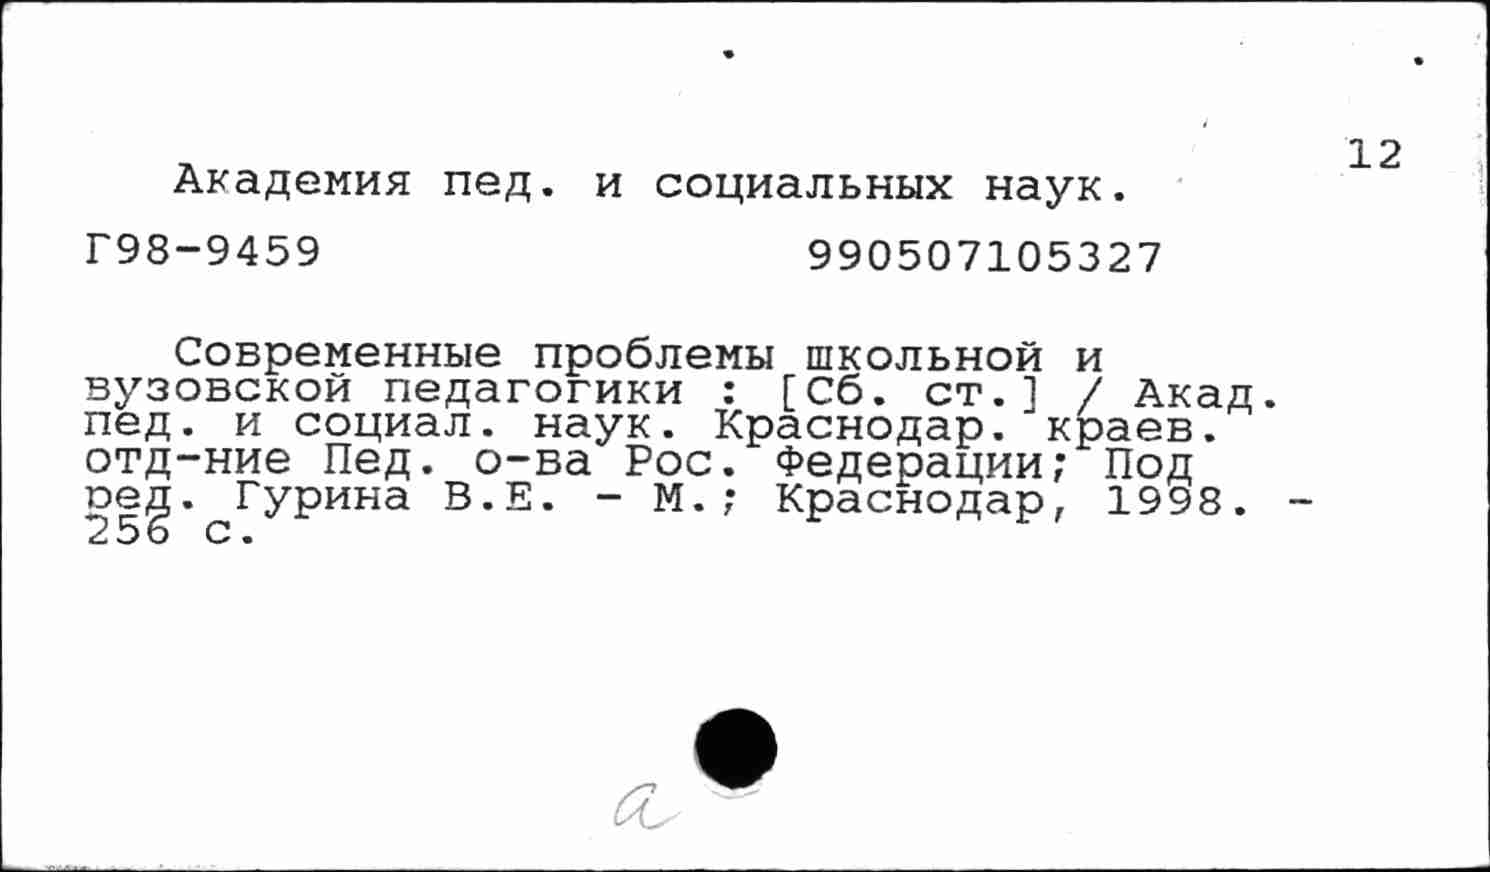 12
Академия пед. и социальных наук.
Г98-9459 990507105327
Современные проблемы школьной и
вузовской педагогики : [Сб. ст.] / Акад.
пед. и социал. наук. Краснодар. краев.
отд-ние Пед. о-ва Рос. Федерации; Под
ред. Гурина В.Е. - М.; Краснодар, 1998. -
256 с.
а